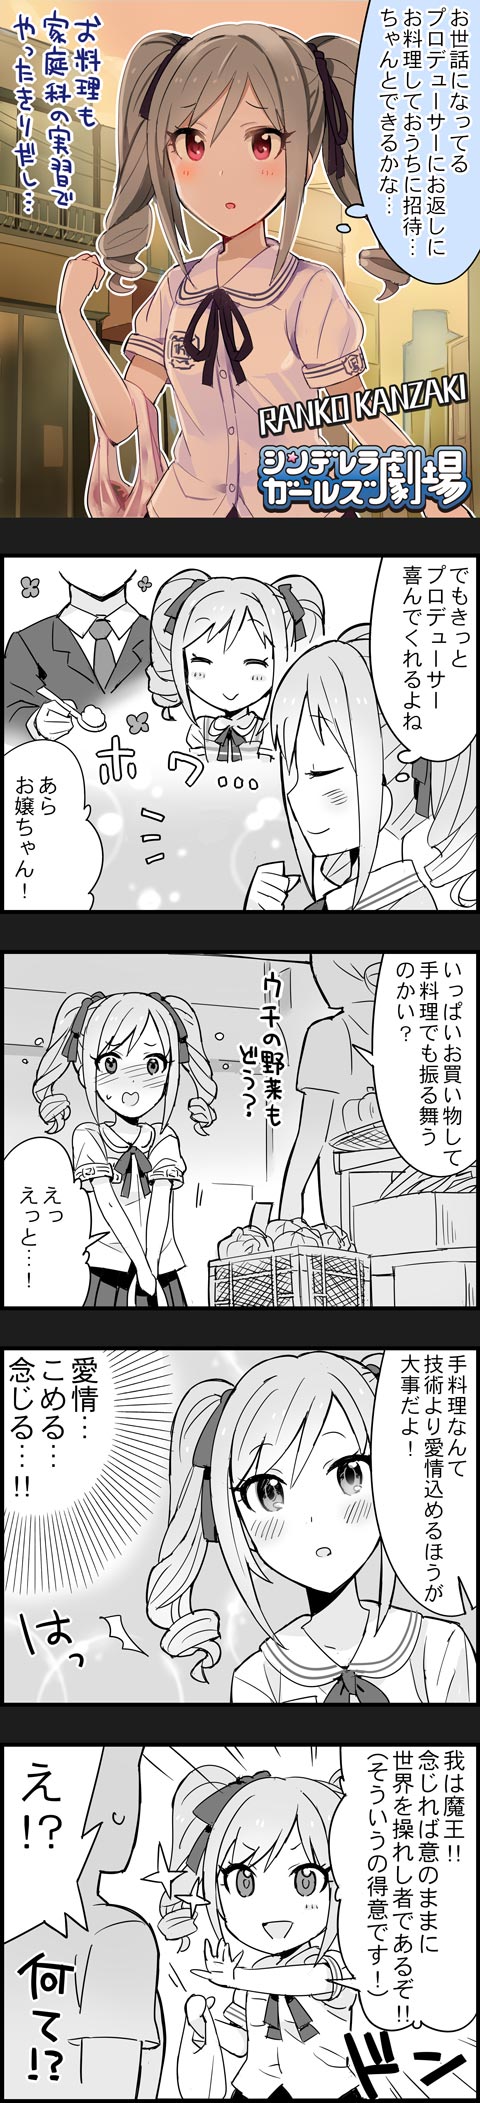 お世話になってる
プロデューサーにお返しに
お料理しておうちに招待…
ちゃんとできるかな…
お料理も
家庭科の実習で
やったきりだし…
RANKO KANZAKI
シンデレラ
ガールズ劇場
でもきっと
プロデューサー
喜んでくれるよね
ホワ…
あら
お嬢ちゃん！
いっぱいお買い物して
手料理でも振る舞う
のかい？
ウチの野菜も
どう？
えっ
えっと…！
手料理なんて
技術より愛情込めるほうが
大事だよ！
愛情…
こめる…
念じる…!!
はっ
我は魔王!!
念じれば意のままに
世界を操れし者であるぞ!!
（そういうの得意です！）
え!?
何て!?
ドン